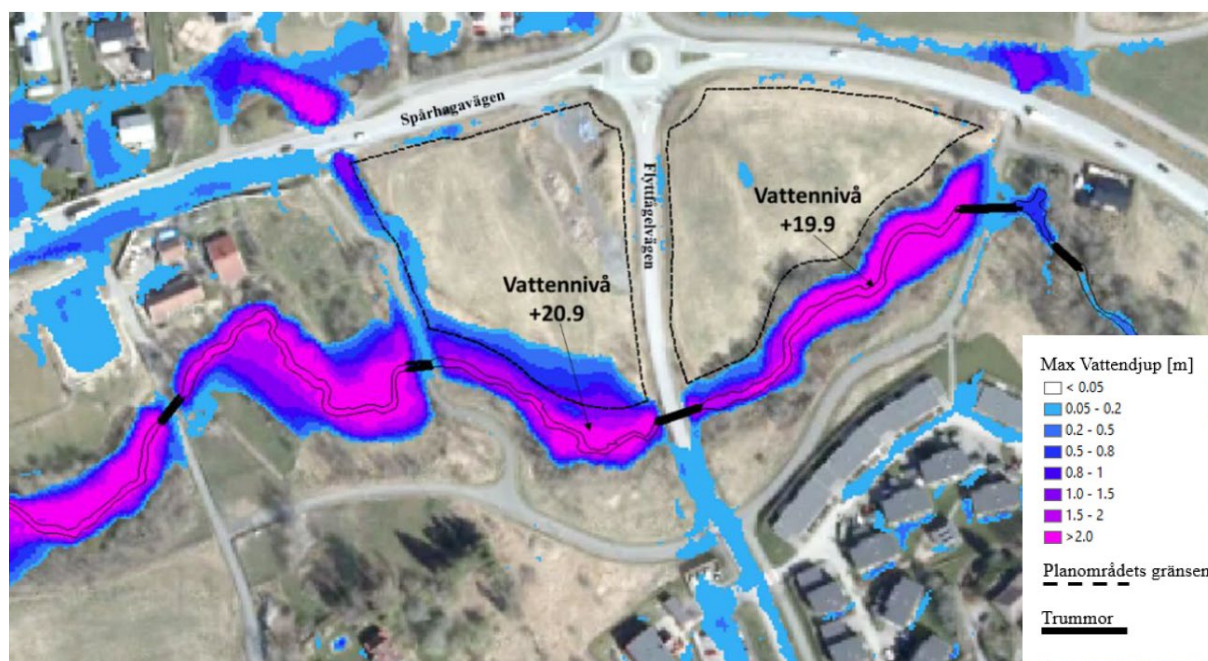 Spårhagavägen
Flyttfågelvägen
Vattennivå
+19.9
Vattennivå
+20.9
Max Vattendjup [m]
< 0.05
0.05 - 0.2
0.2 - 0.5
0.5 - 0.8
0.8 - 1
1.0 - 1.5
1.5 - 2
>2.0
Planområdets gränsen
Trummor